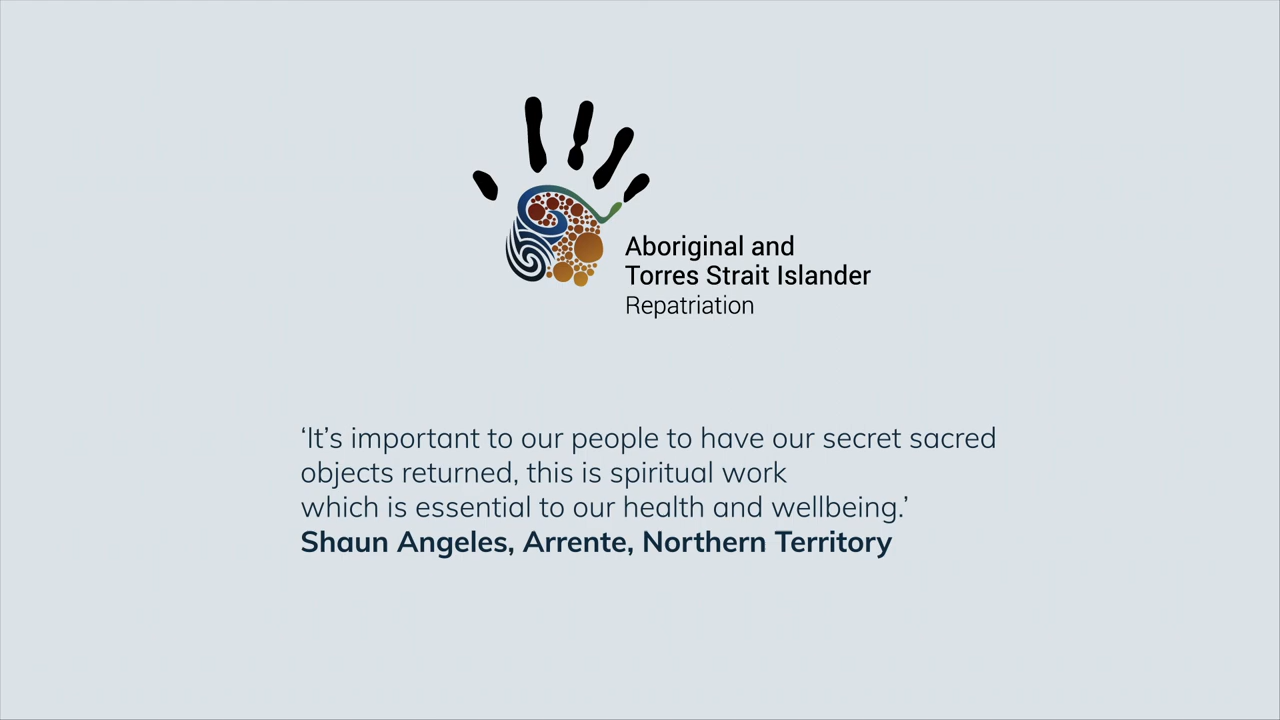 Aboriginal and
Torres Strait Islander
Repatriation
‘It’s important to our people to have our secret sacred
objects returned, this is spiritual work
which is essential to our health and wellbeing.’
Shaun Angeles, Arrente, Northern Territory